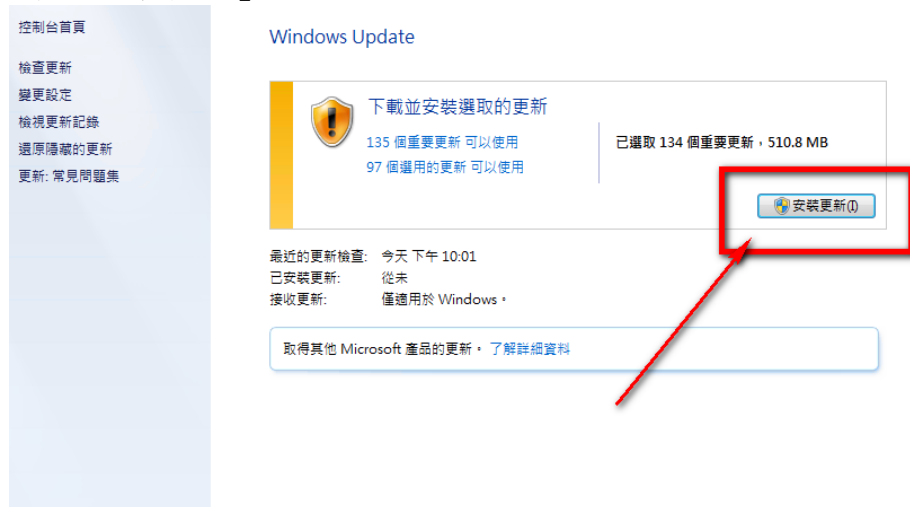 控制台首頁
檢查更新
變更設定
檢視更新記錄
還原隱藏的更新
更新: 常見問題集
Windows Update
下載並安裝選取的更新
135 個重要更新 可以使用
97 個選用的更新 可以使用
已選取 134 個重要更新，510.8 MB
安裝更新(I)
最近的更新檢查: 今天 下午 10:01
已安裝更新: 從未
接收更新: 僅適用於 Windows。
取得其他 Microsoft 產品的更新。 了解詳細資料